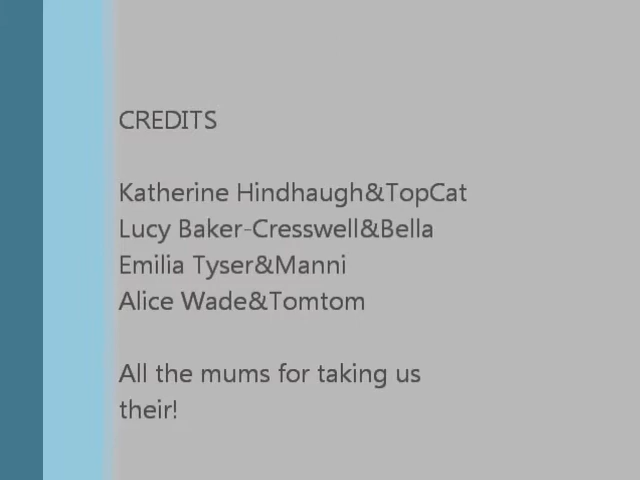 CREDITS
Katherine Hindhaugh&TopCat
Lucy Baker-Cresswell&Bella
Emilia Tyser&Manni
Alice Wade&Tomtom
All the mums for taking us
their!